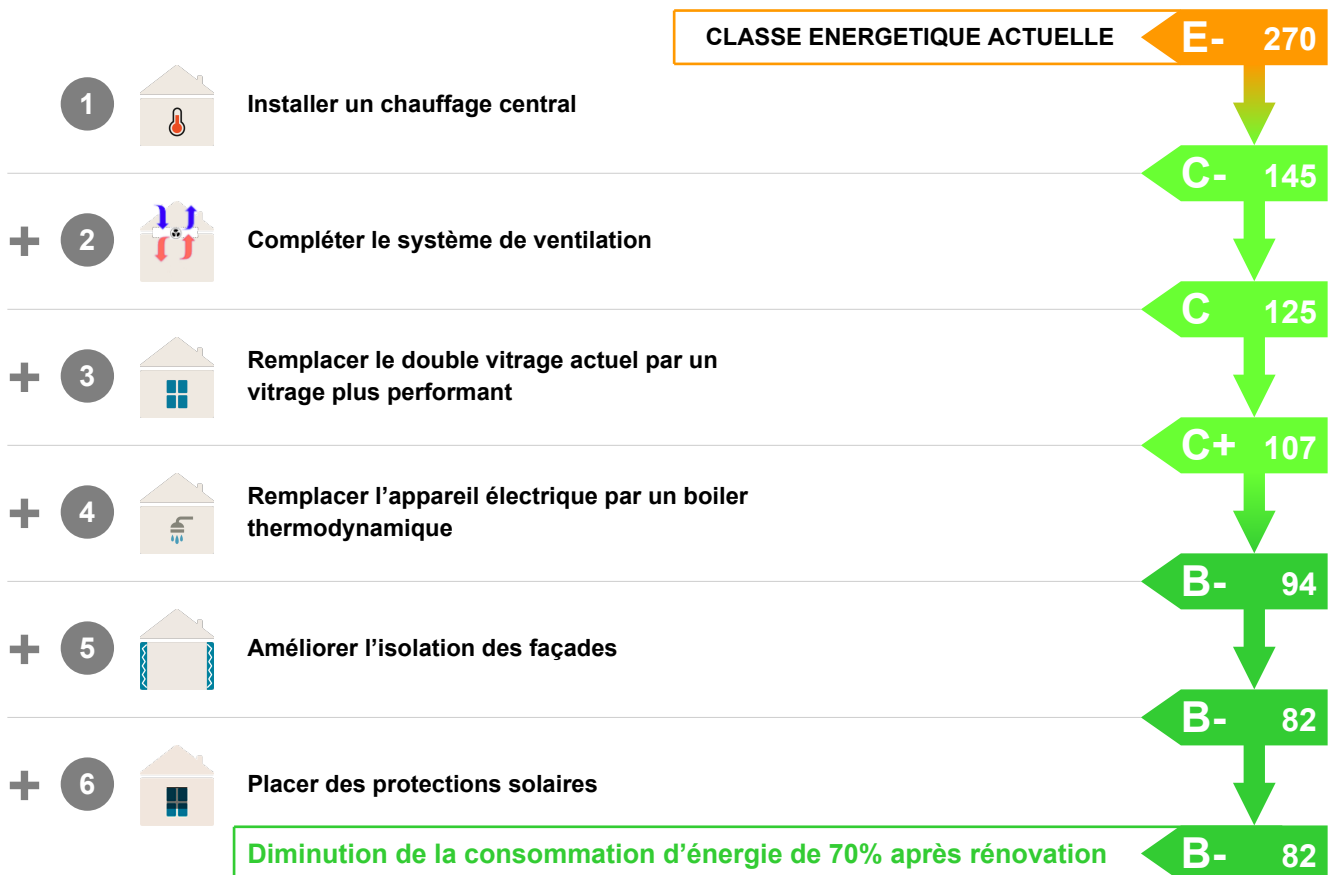 CLASSE ENERGETIQUE ACTUELLE E- 270
1 Installer un chauffage central
C- 145
+ 2 Compléter le système de ventilation
C 125
+ 3 Remplacer le double vitrage actuel par un
vitrage plus performant
C+ 107
+ 4 Remplacer l’appareil électrique par un boiler
thermodynamique
B- 94
+ 5 Améliorer l’isolation des façades
B- 82
+ 6 Placer des protections solaires
Diminution de la consommation d’énergie de 70% après rénovation B- 82